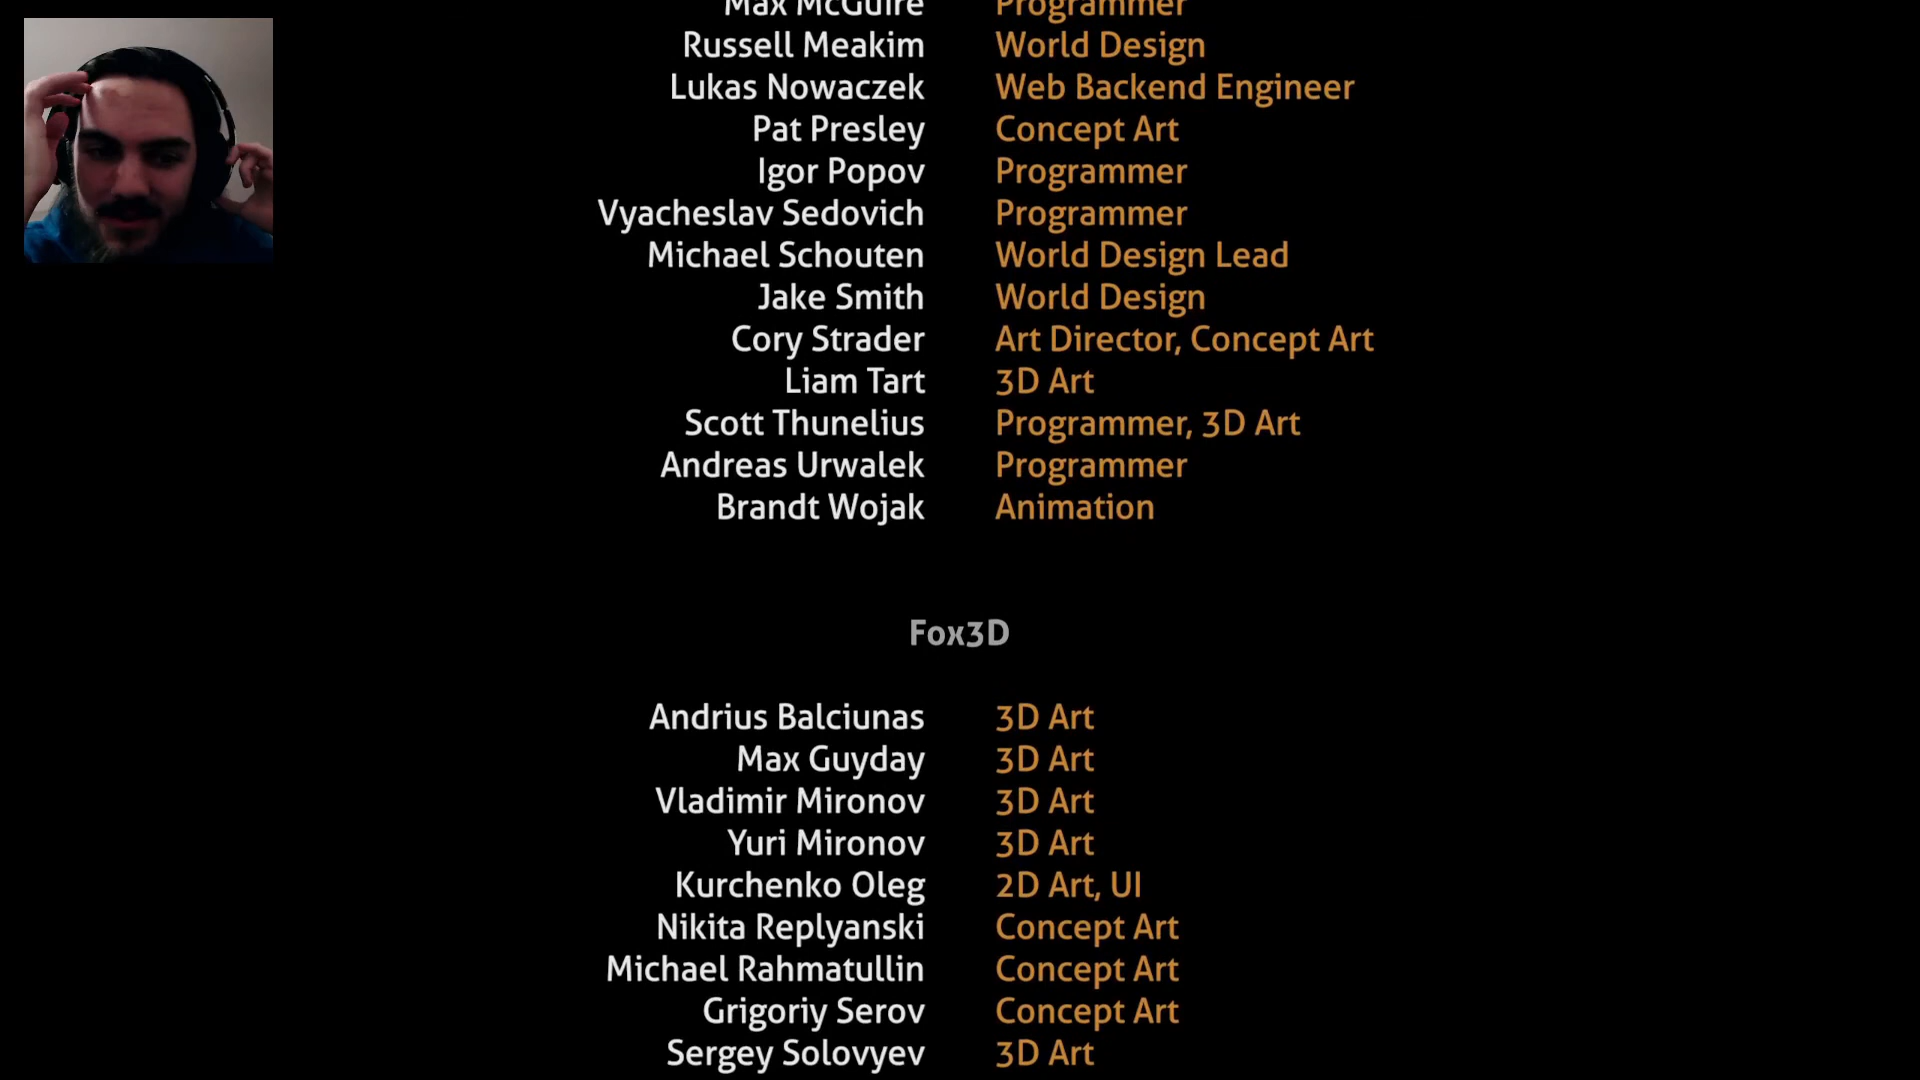 Max McGuire Programmer
Russell Meakim World Design
Lukas Nowaczek Web Backend Engineer
Pat Presley Concept Art
Igor Popov Programmer
Vyacheslav Sedovich Programmer
Michael Schouten World Design Lead
Jake Smith World Design
Cory Strader Art Director, Concept Art
Liam Tart 3D Art
Scott Thunelius Programmer, 3D Art
Andreas Urwalek Programmer
Brandt Wojak Animation
Fox3D
Andrius Balciunas 3D Art
Max Guyday 3D Art
Vladimir Mironov 3D Art
Yuri Mironov 3D Art
Kurchenko Oleg 2D Art, UI
Nikita Replyanski Concept Art
Michael Rahmatullin Concept Art
Grigoriy Serov Concept Art
Sergey Solovyev 3D Art